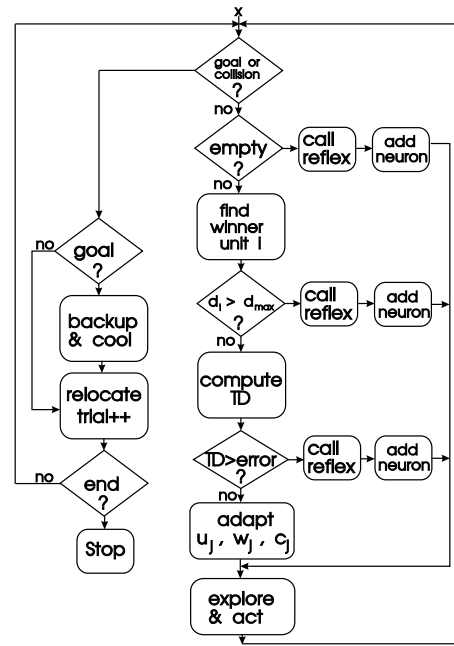 x
goal or
collision
?
no
empty
?
call
reflex
add
neuron
no
find
winner
unit i
no
goal
?
d_i > d_max
?
call
reflex
add
neuron
no
backup
& cool
compute
TD
relocate
trial++
TD>error
?
call
reflex
add
neuron
no
no
end
?
adapt
u_j , w_j , c_j
Stop
explore
& act